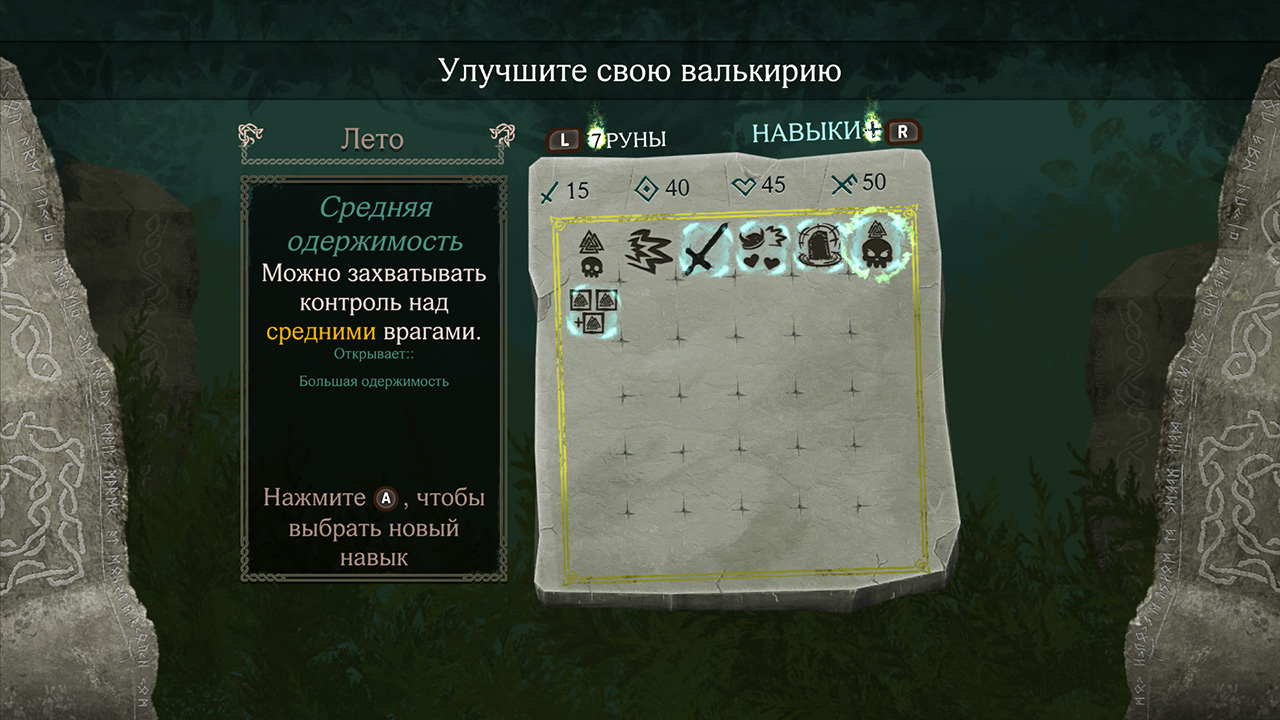 Улучшите свою валькирию
Лето
L 7 РУНЫ НАВЫКИ + R
15 40 45 50
Средняя
одержимость
Можно захватывать
контроль над
средними врагами.
Открывает::
Большая одержимость
Нажмите A , чтобы
выбрать новый
навык